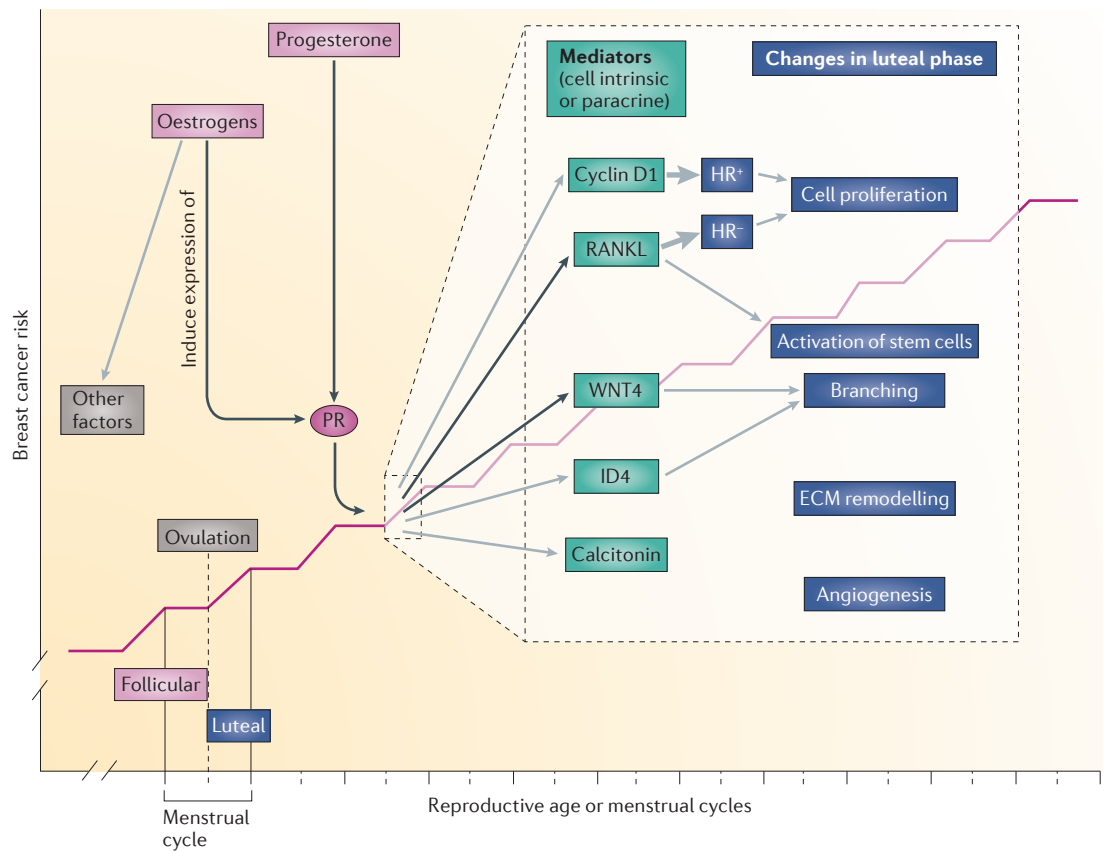 Progesterone
Oestrogens
Induce expression of
Other
factors
PR
Mediators
(cell intrinsic
or paracrine)
Changes in luteal phase
Cyclin D1
HR⁺
Cell proliferation
RANKL
HR⁻
Activation of stem cells
WNT4
Branching
ID4
ECM remodelling
Calcitonin
Angiogenesis
Breast cancer risk
Ovulation
Follicular
Luteal
Menstrual
cycle
Reproductive age or menstrual cycles